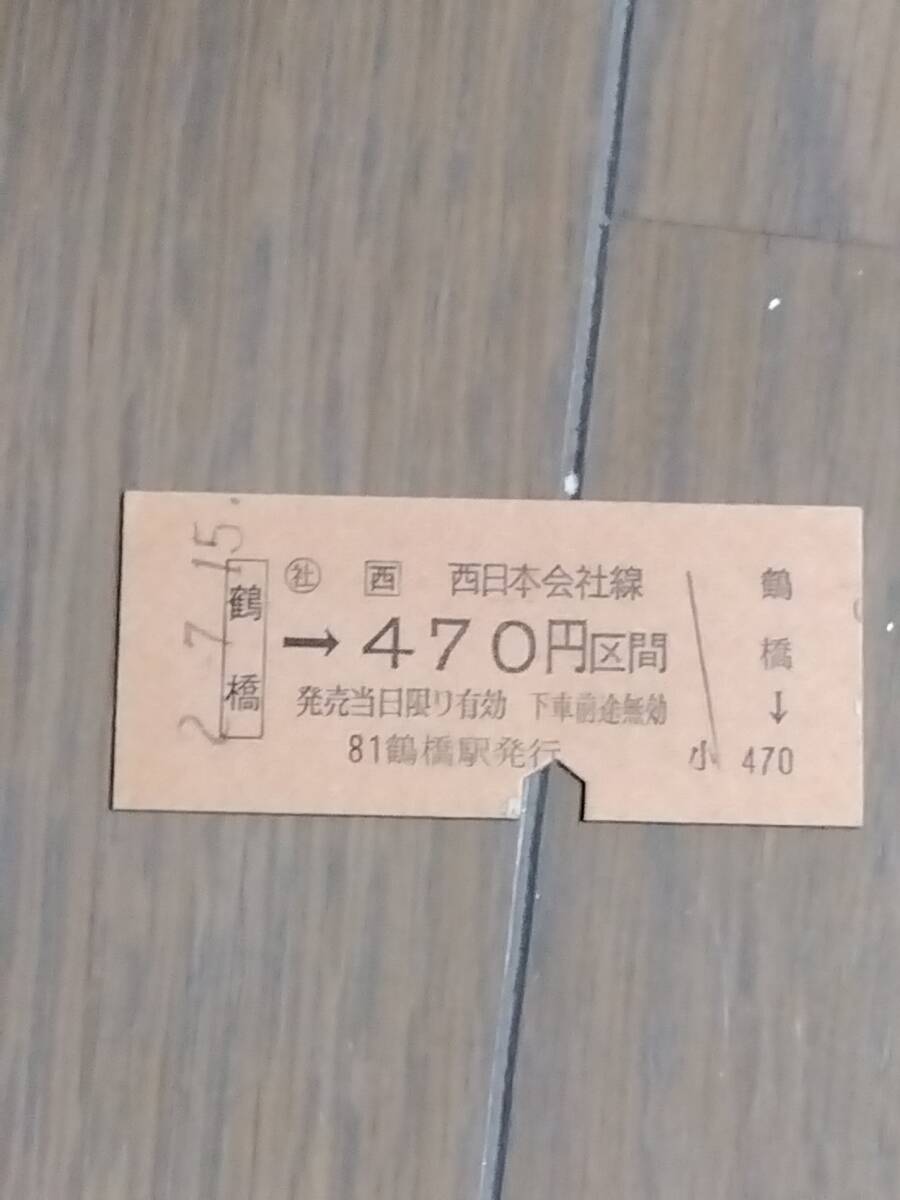 2.-7.15.
鶴橋
㊓ 西 西日本会社線
→470円区間
発売当日限り有効 下車前途無効
81鶴橋駅発行
鶴橋↓
小 470